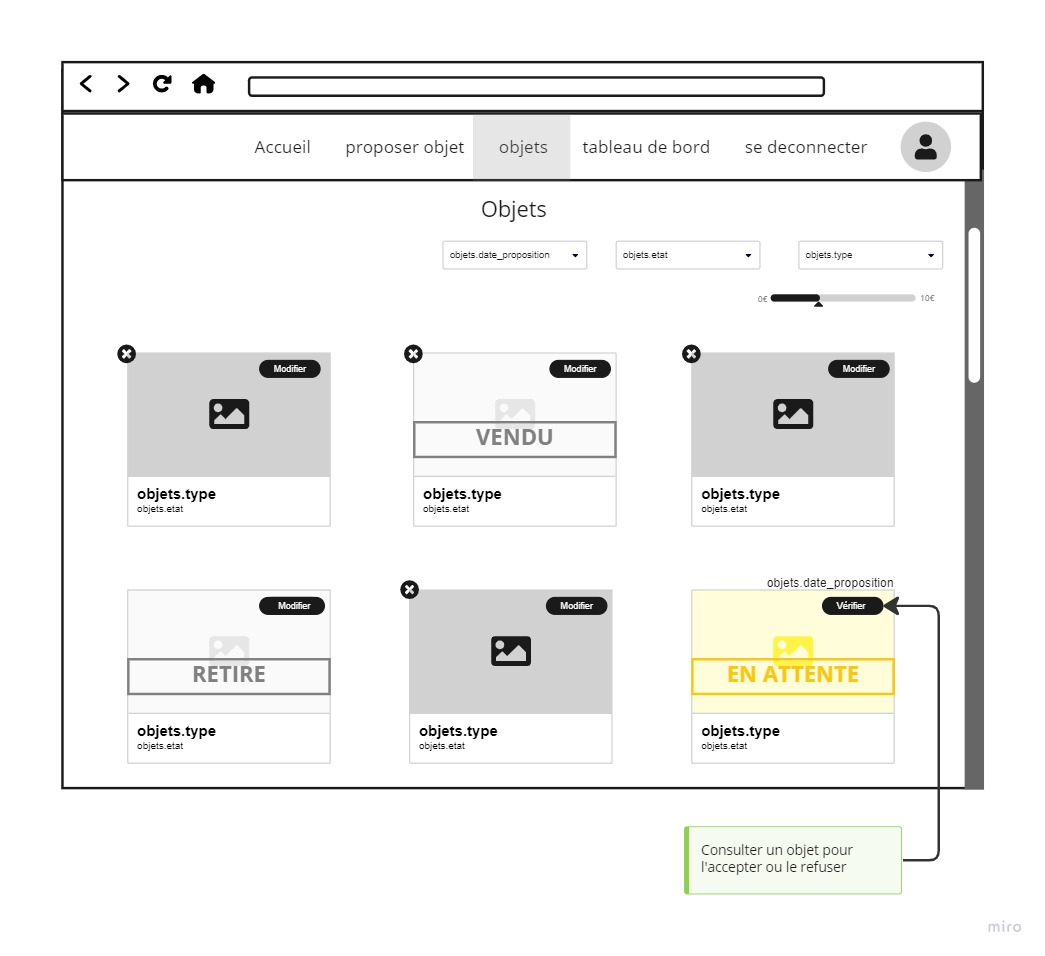 Accueil proposer objet objets tableau de bord se deconnecter
Objets
objets.date_proposition objets.etat objets.type
0€ 10€
Modifier Modifier Modifier
VENDU
objets.type objets.type objets.type
objets.etat objets.etat objets.etat
objets.date_proposition
Modifier Modifier Vérifier
RETIRE EN ATTENTE
objets.type objets.type objets.type
objets.etat objets.etat objets.etat
Consulter un objet pour
l'accepter ou le refuser
miro